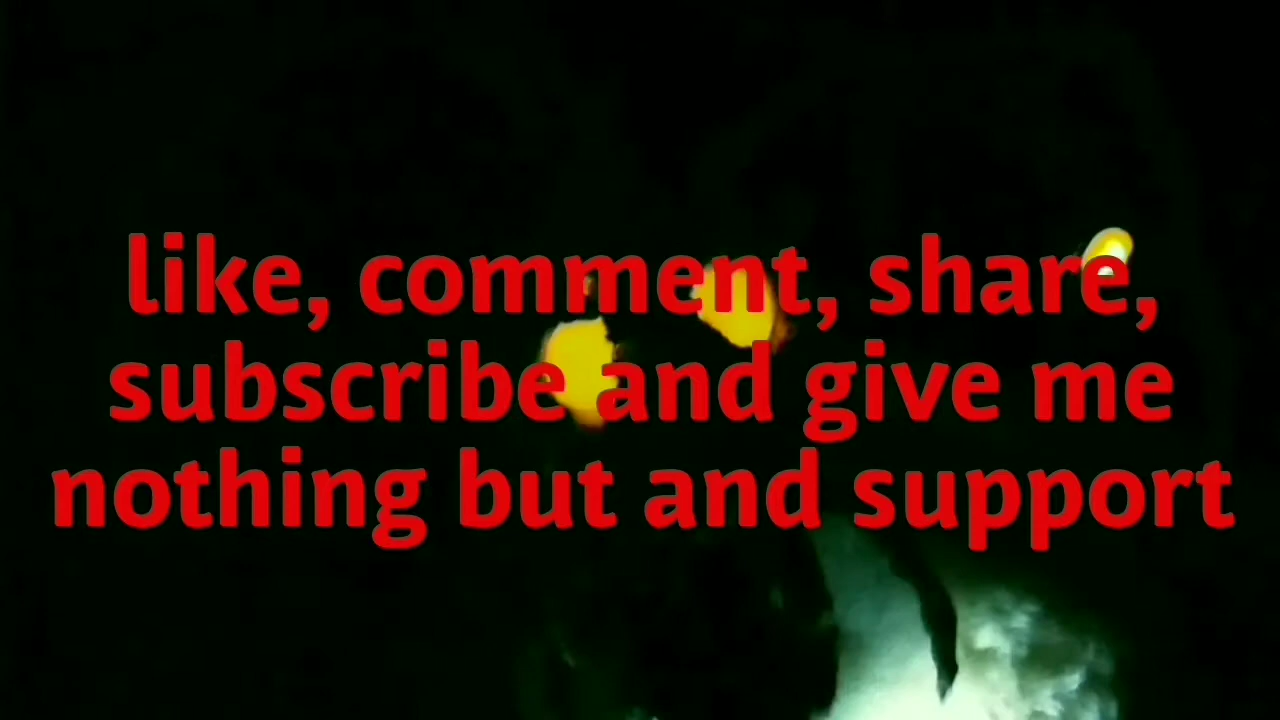 like, comment, share,
subscribe and give me
nothing but and support